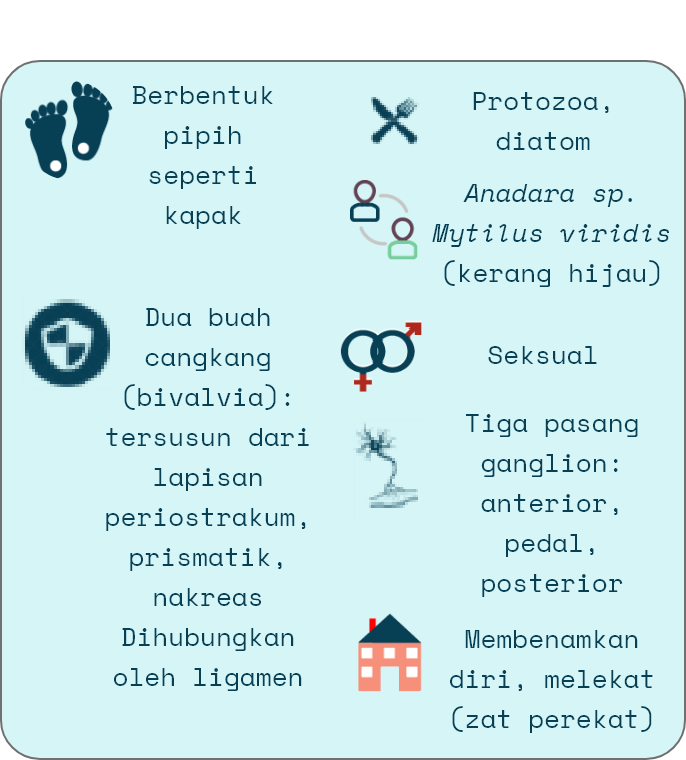 Berbentuk
pipih
seperti
kapak
Dua buah
cangkang
(bivalvia):
tersusun dari
lapisan
periostrakum,
prismatik,
nakreas
Dihubungkan
oleh ligamen
Protozoa,
diatom
Anadara sp.
Mytilus viridis
(kerang hijau)
Seksual
Tiga pasang
ganglion:
anterior,
pedal,
posterior
Membenamkan
diri, melekat
(zat perekat)